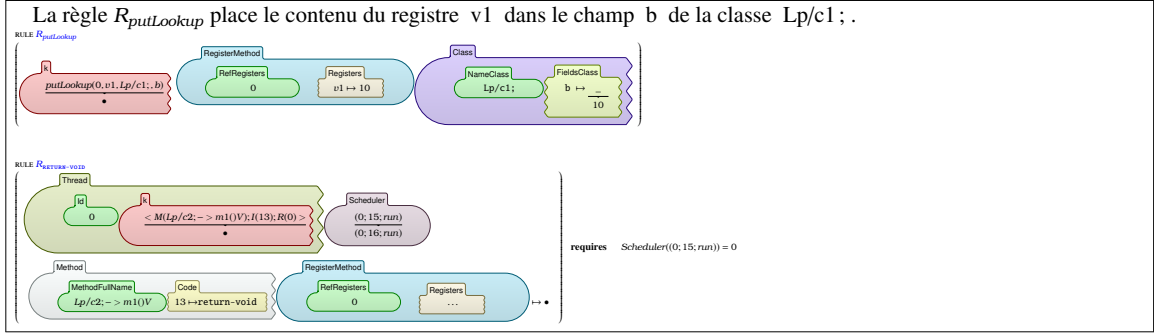 La règle R_putLookup place le contenu du registre v1 dans le champ b de la classe Lp/c1; .
RULE R_putLookup
k
putLookup(0, v1, Lp/c1;, b)
•
RegisterMethod
RefRegisters
0
Registers
v1 ↦ 10
Class
NameClass
Lp/c1;
FieldsClass
b ↦ _
10
RULE R_RETURN-VOID
Thread
Id
0
k
< M(Lp/c2; − > m1()V); I(13); R(0) >
•
Scheduler
(0; 15; run)
(0; 16; run)
requires Scheduler((0; 15; run)) = 0
Method
MethodFullName
Lp/c2; − > m1()V
Code
13 ↦return-void
RegisterMethod
RefRegisters
0
Registers
...
↦ •